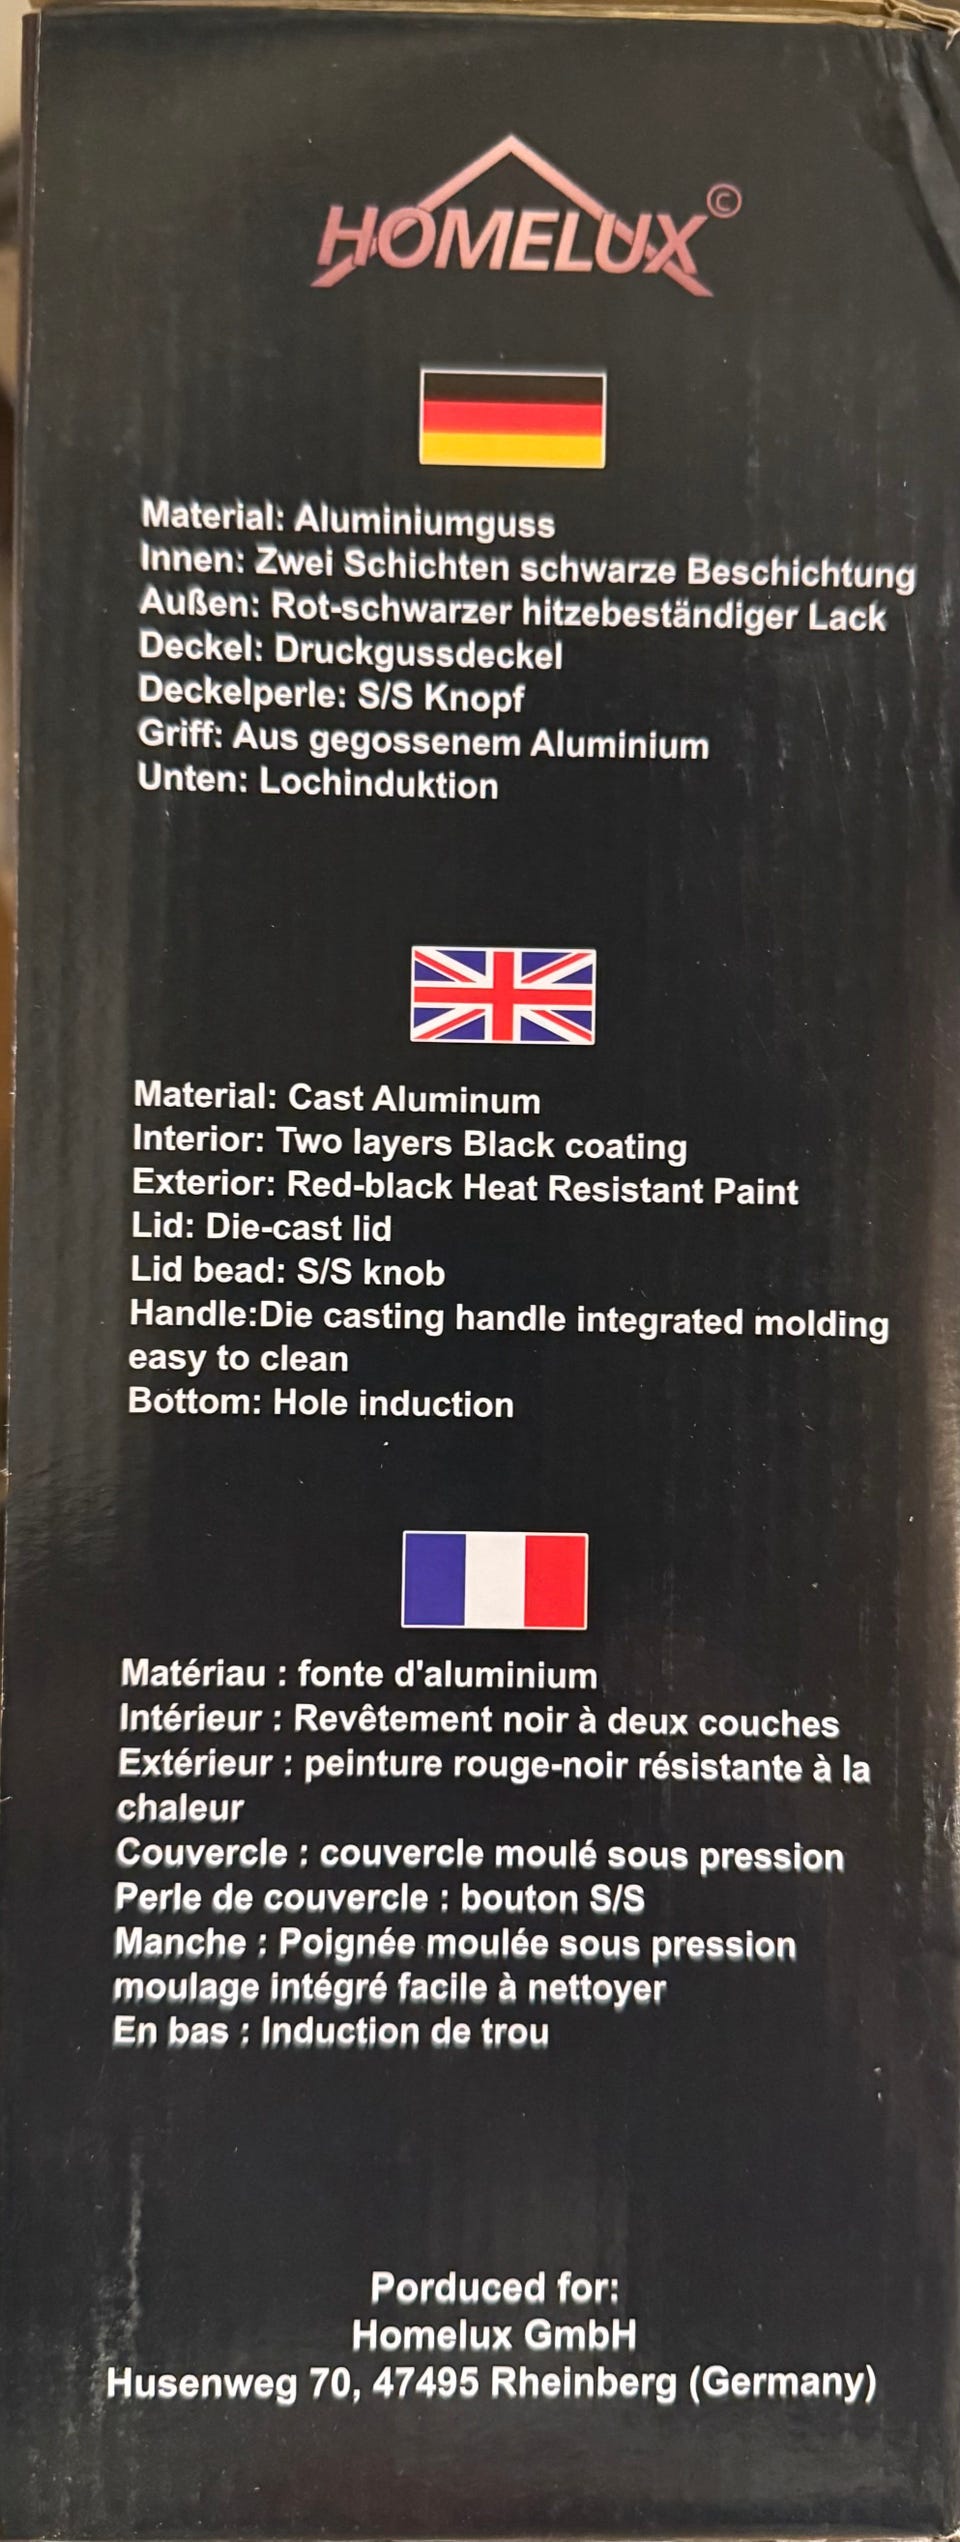 HOMELUX©
Material: Aluminiumguss
Innen: Zwei Schichten schwarze Beschichtung
Außen: Rot-schwarzer hitzebeständiger Lack
Deckel: Druckgussdeckel
Deckelperle: S/S Knopf
Griff: Aus gegossenem Aluminium
Unten: Lochinduktion
Material: Cast Aluminum
Interior: Two layers Black coating
Exterior: Red-black Heat Resistant Paint
Lid: Die-cast lid
Lid bead: S/S knob
Handle:Die casting handle integrated molding
easy to clean
Bottom: Hole induction
Matériau : fonte d'aluminium
Intérieur : Revêtement noir à deux couches
Extérieur : peinture rouge-noir résistante à la
chaleur
Couvercle : couvercle moulé sous pression
Perle de couvercle : bouton S/S
Manche : Poignée moulée sous pression
moulage intégré facile à nettoyer
En bas : Induction de trou
Porduced for:
Homelux GmbH
Husenweg 70, 47495 Rheinberg (Germany)